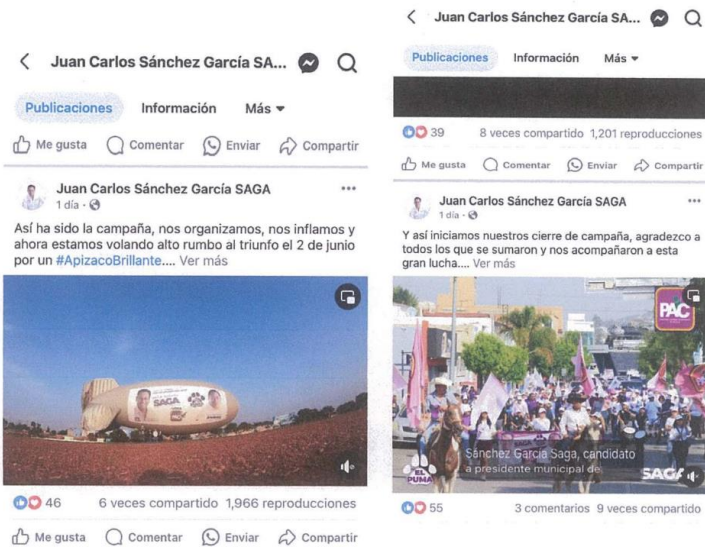 Juan Carlos Sánchez García SA...
Publicaciones Información Más
Me gusta Comentar Enviar Compartir
Juan Carlos Sánchez García SAGA
1 día ·
Así ha sido la campaña, nos organizamos, nos inflamos y
ahora estamos volando alto rumbo al triunfo el 2 de junio
por un #ApizacoBrillante.... Ver más
SAGA
46 6 veces compartido 1,966 reproducciones
Me gusta Comentar Enviar Compartir
Juan Carlos Sánchez García SA...
Publicaciones Información Más
39 8 veces compartido 1,201 reproducciones
Me gusta Comentar Enviar Compartir
Juan Carlos Sánchez García SAGA
1 día ·
Y así iniciamos nuestros cierre de campaña, agradezco a
todos los que se sumaron y nos acompañaron a esta
gran lucha.... Ver más
PAC
Sánchez García Saga, candidato
a presidente municipal de
EL
PUMA
SAGA
55 3 comentarios 9 veces compartido